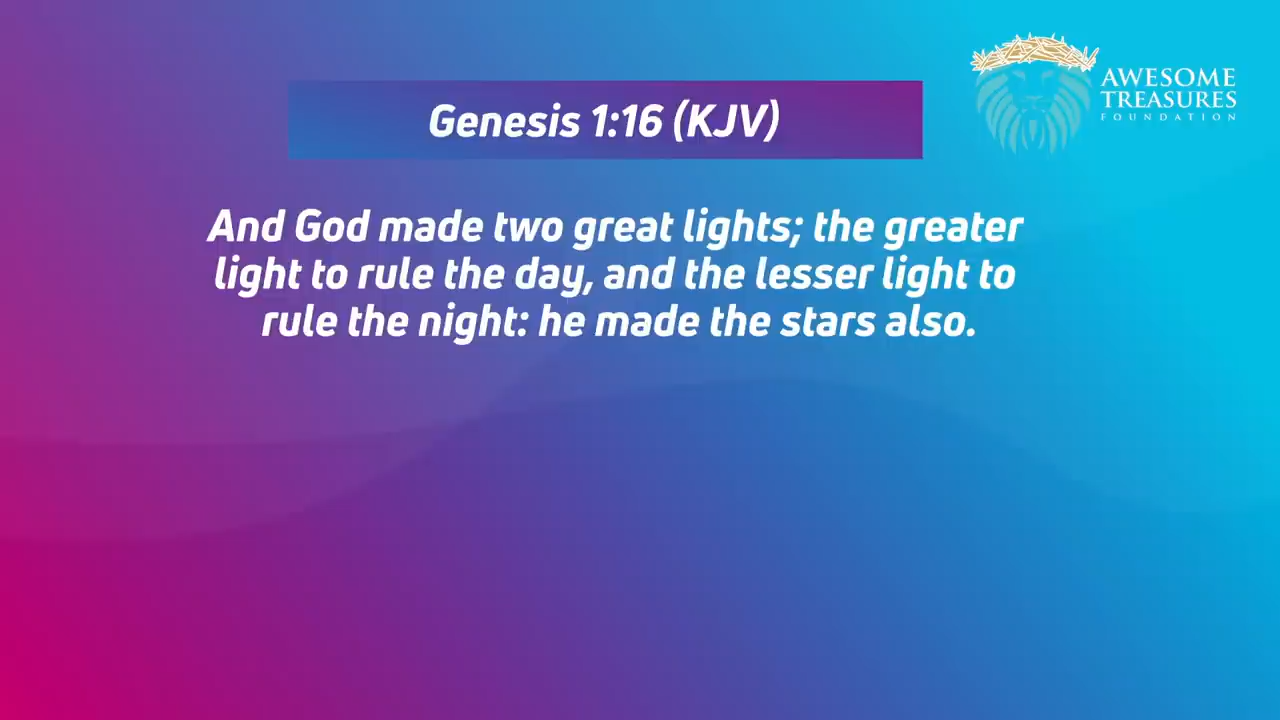 Genesis 1:16 (KJV)
AWESOME
TREASURES
FOUNDATION
And God made two great lights; the greater
light to rule the day, and the lesser light to
rule the night: he made the stars also.